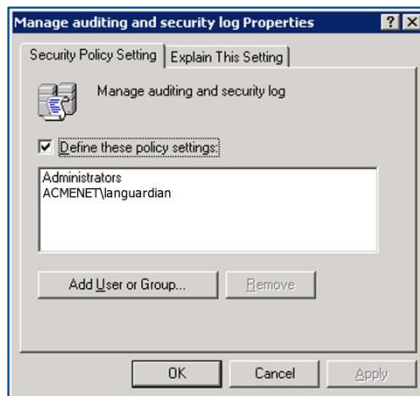 Manage auditing and security log Properties
Security Policy Setting
Explain This Setting
Manage auditing and security log
Define these policy settings:
Administrators
ACMENET\languardian
Add User or Group...
Remove
OK
Cancel
Apply